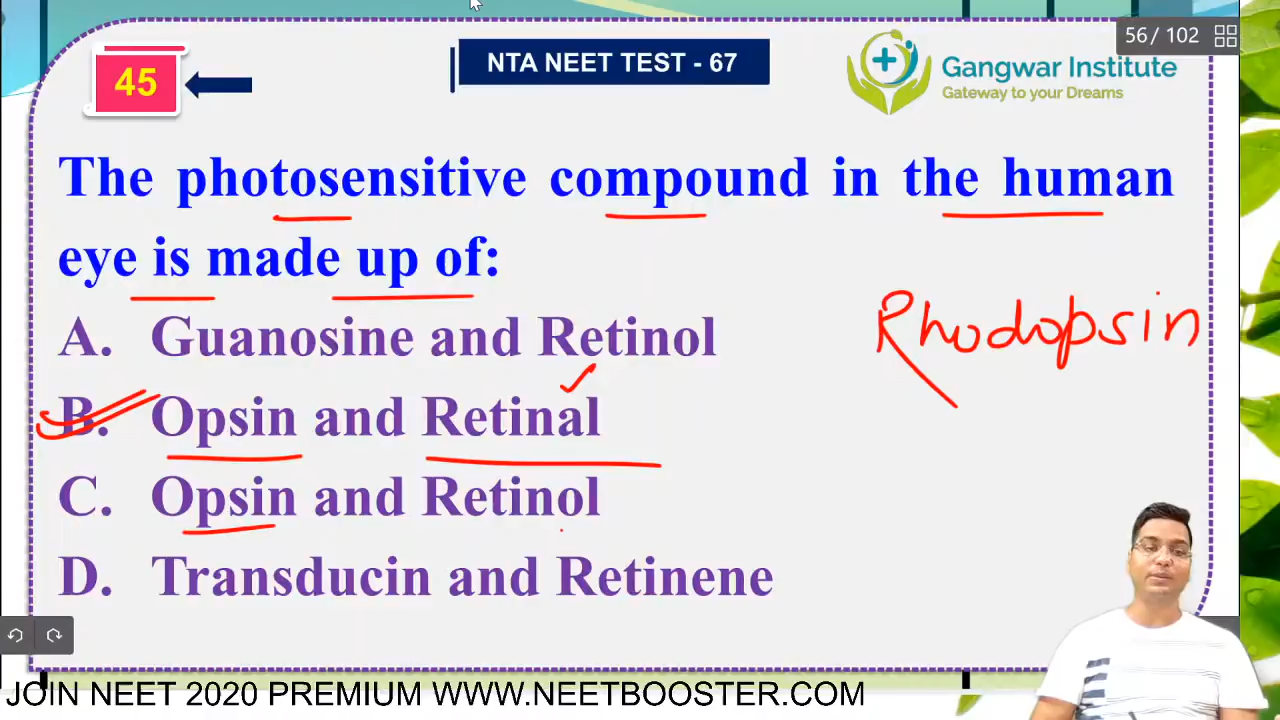 56 / 102
45
NTA NEET TEST - 67
Gangwar Institute
Gateway to your Dreams
The photosensitive compound in the human
eye is made up of:
A. Guanosine and Retinol
Rhodopsin
B. Opsin and Retinal
C. Opsin and Retinol
D. Transducin and Retinene
JOIN NEET 2020 PREMIUM WWW.NEETBOOSTER.COM